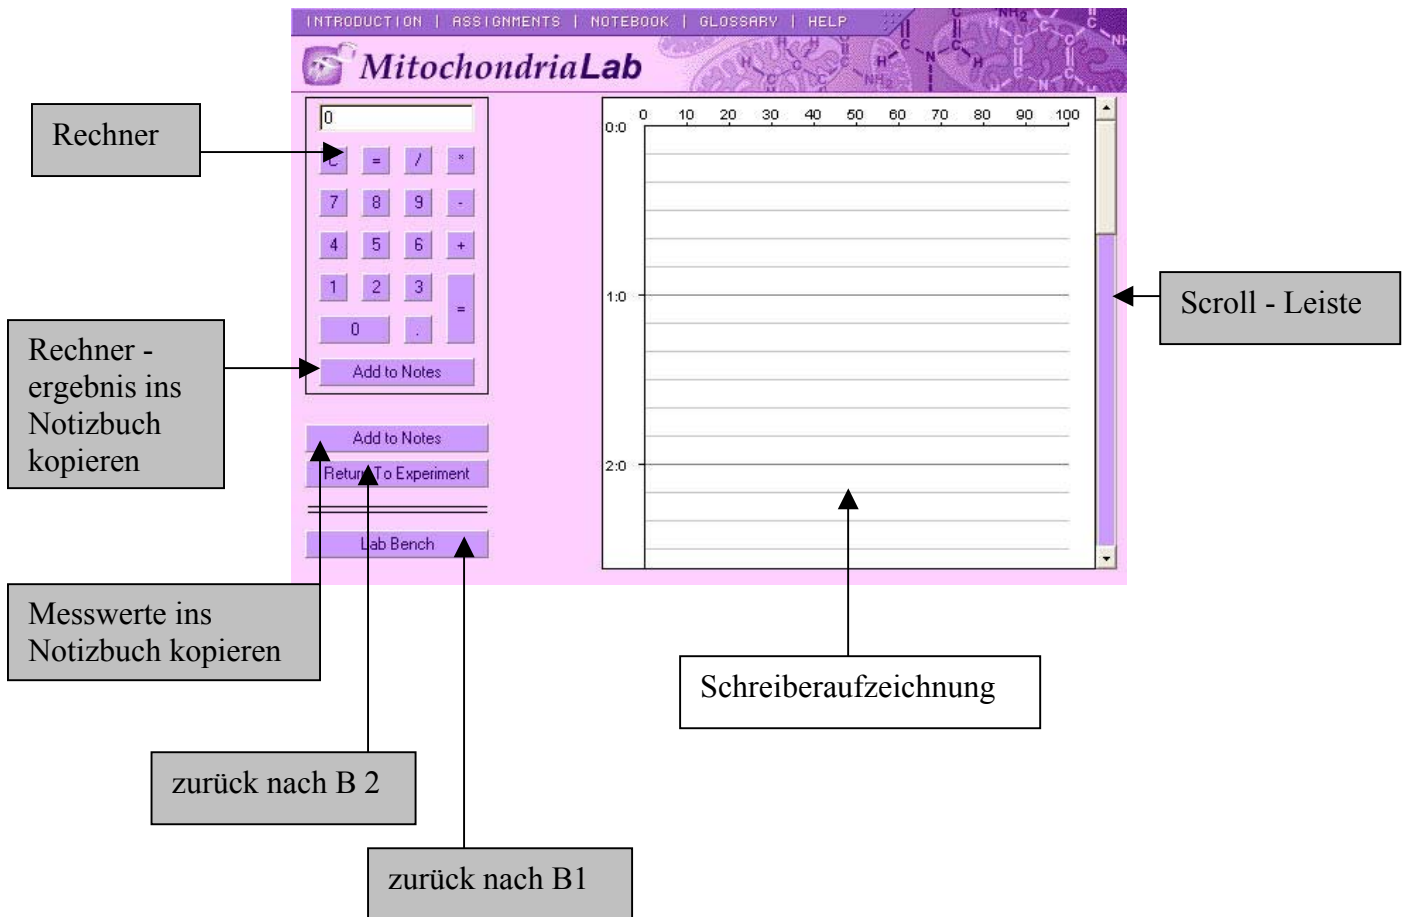 INTRODUCTION | ASSIGNMENTS | NOTEBOOK | GLOSSARY | HELP
MitochondriaLab
NH2
C
NH
H
C
C
H
C
C
N
H
H
N
C
H
NH2
H
C
N
C
H
Rechner
0
C = / *
7 8 9 -
4 5 6 +
1 2 3 =
0 .
Add to Notes
Rechner -
ergebnis ins
Notizbuch
kopieren
Add to Notes
Return To Experiment
Lab Bench
0 10 20 30 40 50 60 70 80 90 100
0:0
1:0
2:0
Scroll - Leiste
Messwerte ins
Notizbuch kopieren
Schreiberaufzeichnung
zurück nach B 2
zurück nach B1